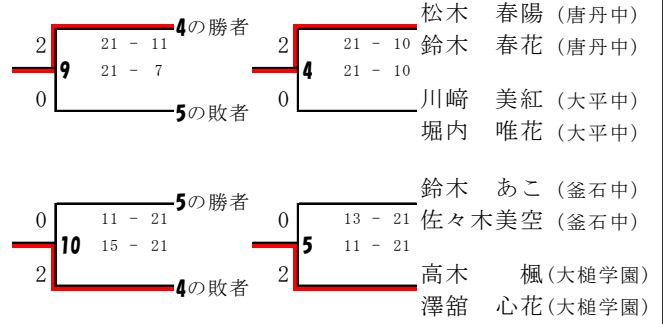 4の勝者
2
21 - 11
9
21 - 7
0
5の敗者
2
21 - 10
4
21 - 10
0
松木 春陽 (唐丹中)
鈴木 春花 (唐丹中)
川﨑 美紅 (大平中)
堀内 唯花 (大平中)
5の勝者
0
11 - 21
10
15 - 21
2
4の敗者
0
13 - 21
5
11 - 21
2
鈴木 あこ (釜石中)
佐々木美空 (釜石中)
高木 楓 (大槌学園)
澤舘 心花 (大槌学園)